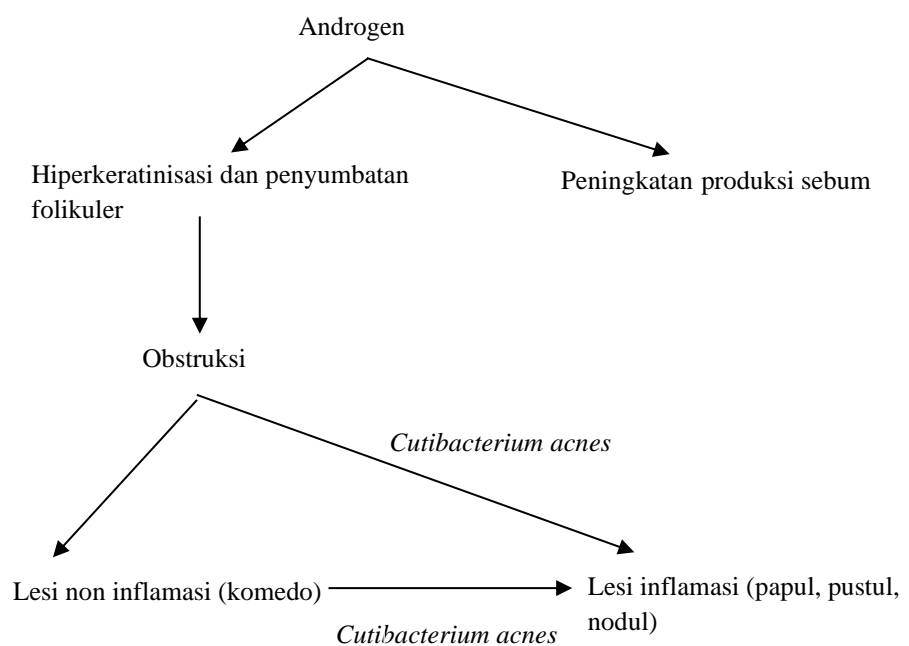 Androgen
Hiperkeratinisasi dan penyumbatan
folikuler
Peningkatan produksi sebum
Obstruksi
Cutibacterium acnes
Lesi non inflamasi (komedo)
Lesi inflamasi (papul, pustul,
nodul)
Cutibacterium acnes